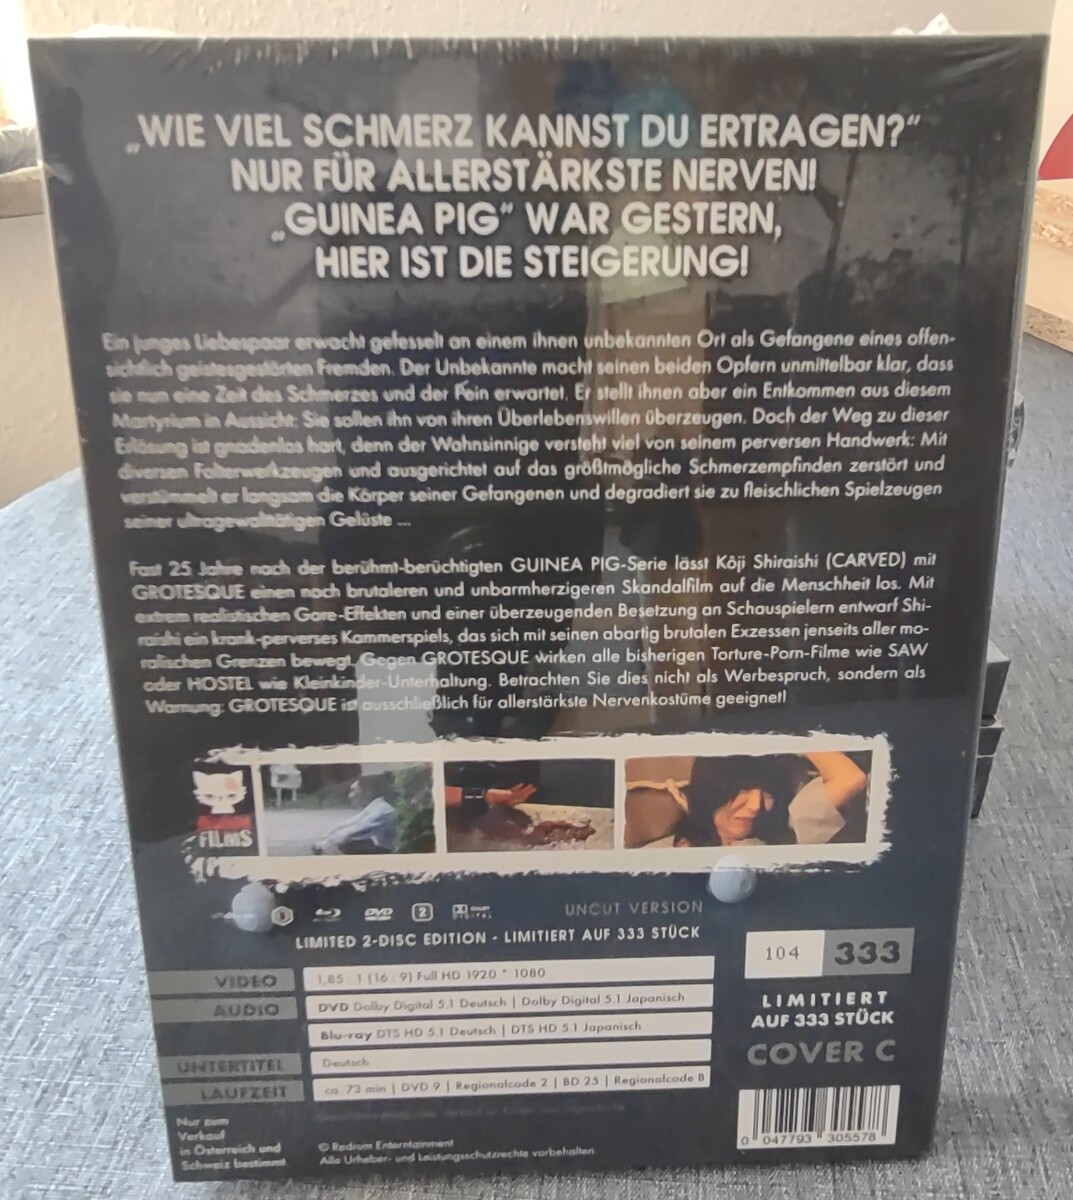 „WIE VIEL SCHMERZ KANNST DU ERTRAGEN?“
NUR FÜR ALLERSTÄRKSTE NERVEN!
„GUINEA PIG“ WAR GESTERN,
HIER IST DIE STEIGERUNG!
Ein junges Liebespaar erwacht gefesselt an einem ihnen unbekannten Ort als Gefangene eines offen-
sichtlich geistesgestörten Fremden. Der Unbekannte macht seinen beiden Opfern unmittelbar klar, dass
sie nun eine Zeit des Schmerzes und der Pein erwartet. Er stellt ihnen aber ein Entkommen aus diesem
Martyrium in Aussicht: Sie sollen ihn von ihren Überlebenswillen überzeugen. Doch der Weg zu dieser
Erlösung ist gnadenlos hart, denn der Wahnsinnige versteht viel von seinem perversen Handwerk: Mit
diversen Folterwerkzeugen und ausgerichtet auf das größtmögliche Schmerzempfinden zerstört und
verstümmelt er langsam die Körper seiner Gefangenen und degradiert sie zu fleischlichen Spielzeugen
seiner ultragewalttätigen Gelüste ...
Fast 25 Jahre nach der berühmt-berüchtigten GUINEA PIG-Serie lässt Kôji Shiraishi (CARVED) mit
GROTESQUE einen noch brutaleren und unbarmherzigeren Skandalfilm auf die Menschheit los. Mit
extrem realistischen Gore-Effekten und einer überzeugenden Besetzung an Schauspielern entwarf Shi-
raishi ein krank-perverses Kammerspiels, das sich mit seinen abartig brutalen Exzessen jenseits aller mo-
ralischen Grenzen bewegt. Gegen GROTESQUE wirken alle bisherigen Torture-Porn-Filme wie SAW
oder HOSTEL wie Kleinkinder-Unterhaltung. Betrachten Sie dies nicht als Werbespruch, sondern als
Warnung: GROTESQUE ist ausschließlich für allerstärkste Nervenkostüme geeignet!
FILMS
DVD 2 DIGITAL UNCUT VERSION
LIMITED 2-DISC EDITION - LIMITIERT AUF 333 STÜCK
104 333
LIMITIERT
AUF 333 STÜCK
COVER C
VIDEO 1,85 : 1 (16 : 9) Full HD 1920 * 1080
AUDIO DVD Dolby Digital 5.1 Deutsch | Dolby Digital 5.1 Japanisch
Blu-ray DTS HD 5.1 Deutsch | DTS HD 5.1 Japanisch
UNTERTITEL Deutsch
LAUFZEIT ca. 73 min | DVD 9 | Regionalcode 2 | BD 25 | Regionalcode B
Nur zum
Verkauf
in Österreich und
Schweiz bestimmt.
© Redrum Entertainment
Alle Urheber- und Leistungsschutzrechte vorbehalten.
0 047793 305578